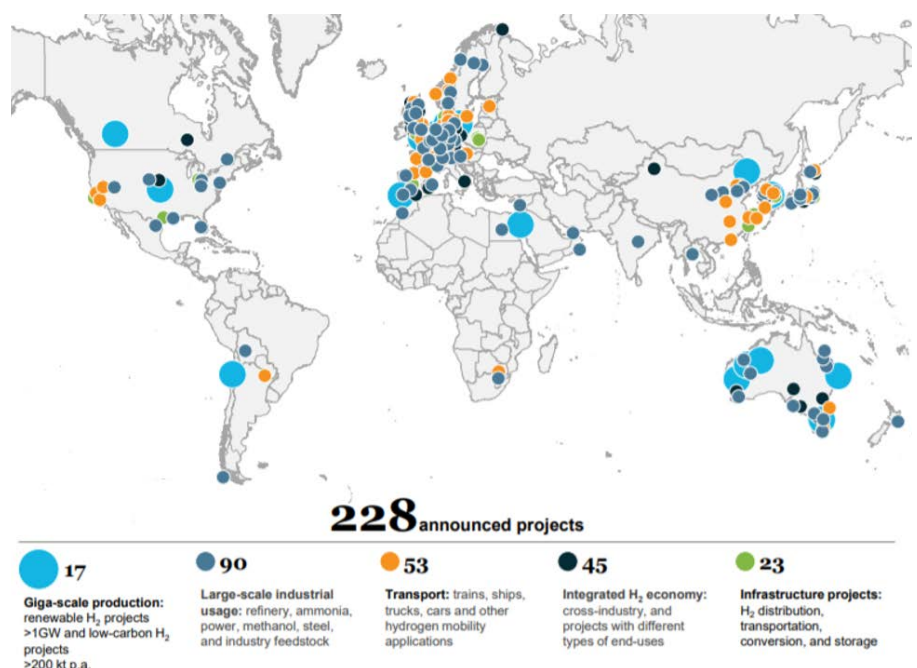 228 announced projects
17
Giga-scale production:
renewable H₂ projects
>1GW and low-carbon H₂
projects
>200 kt p.a.
90
Large-scale industrial
usage: refinery, ammonia,
power, methanol, steel,
and industry feedstock
53
Transport: trains, ships,
trucks, cars and other
hydrogen mobility
applications
45
Integrated H₂ economy:
cross-industry, and
projects with different
types of end-uses
23
Infrastructure projects:
H₂ distribution,
transportation,
conversion, and storage